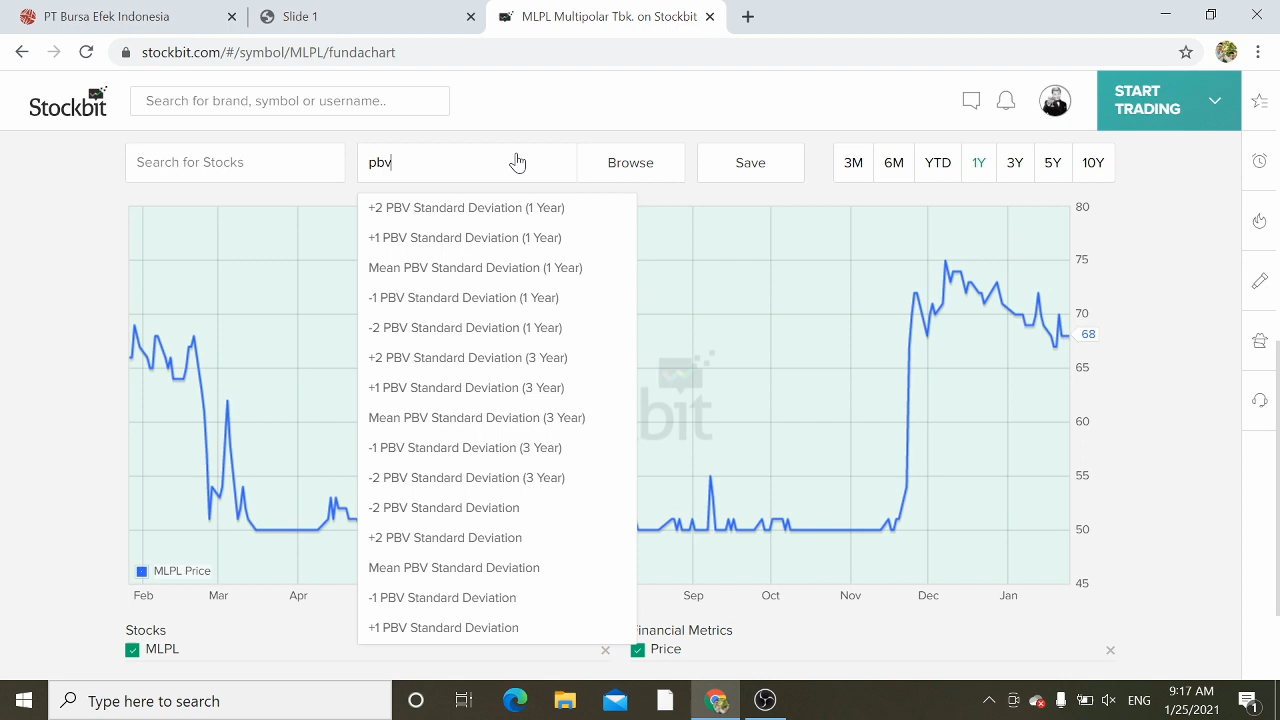 PT Bursa Efek Indonesia
Slide 1
MLPL Multipolar Tbk. on Stockbit
stockbit.com/#/symbol/MLPL/fundachart
Stockbit
Search for brand, symbol or username..
START
TRADING
Search for Stocks
pbv
Browse
Save
3M
6M
YTD
1Y
3Y
5Y
10Y
+2 PBV Standard Deviation (1 Year)
+1 PBV Standard Deviation (1 Year)
Mean PBV Standard Deviation (1 Year)
-1 PBV Standard Deviation (1 Year)
-2 PBV Standard Deviation (1 Year)
+2 PBV Standard Deviation (3 Year)
+1 PBV Standard Deviation (3 Year)
Mean PBV Standard Deviation (3 Year)
-1 PBV Standard Deviation (3 Year)
-2 PBV Standard Deviation (3 Year)
-2 PBV Standard Deviation
+2 PBV Standard Deviation
Mean PBV Standard Deviation
-1 PBV Standard Deviation
+1 PBV Standard Deviation
bit
80
75
70
68
65
60
55
50
45
MLPL Price
Feb
Mar
Apr
Sep
Oct
Nov
Dec
Jan
Stocks
MLPL
inancial Metrics
Price
Type here to search
ENG
9:17 AM
1/25/2021
1